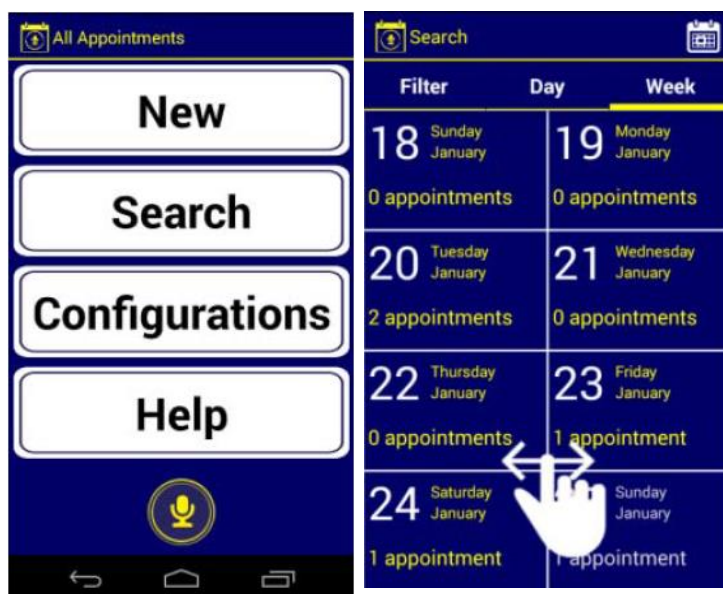 All Appointments
New
Search
Configurations
Help
Search
Filter Day Week
18 Sunday
January
0 appointments
19 Monday
January
0 appointments
20 Tuesday
January
2 appointments
21 Wednesday
January
0 appointments
22 Thursday
January
0 appointments
23 Friday
January
1 appointment
24 Saturday
January
1 appointment
Sunday
January
appointment